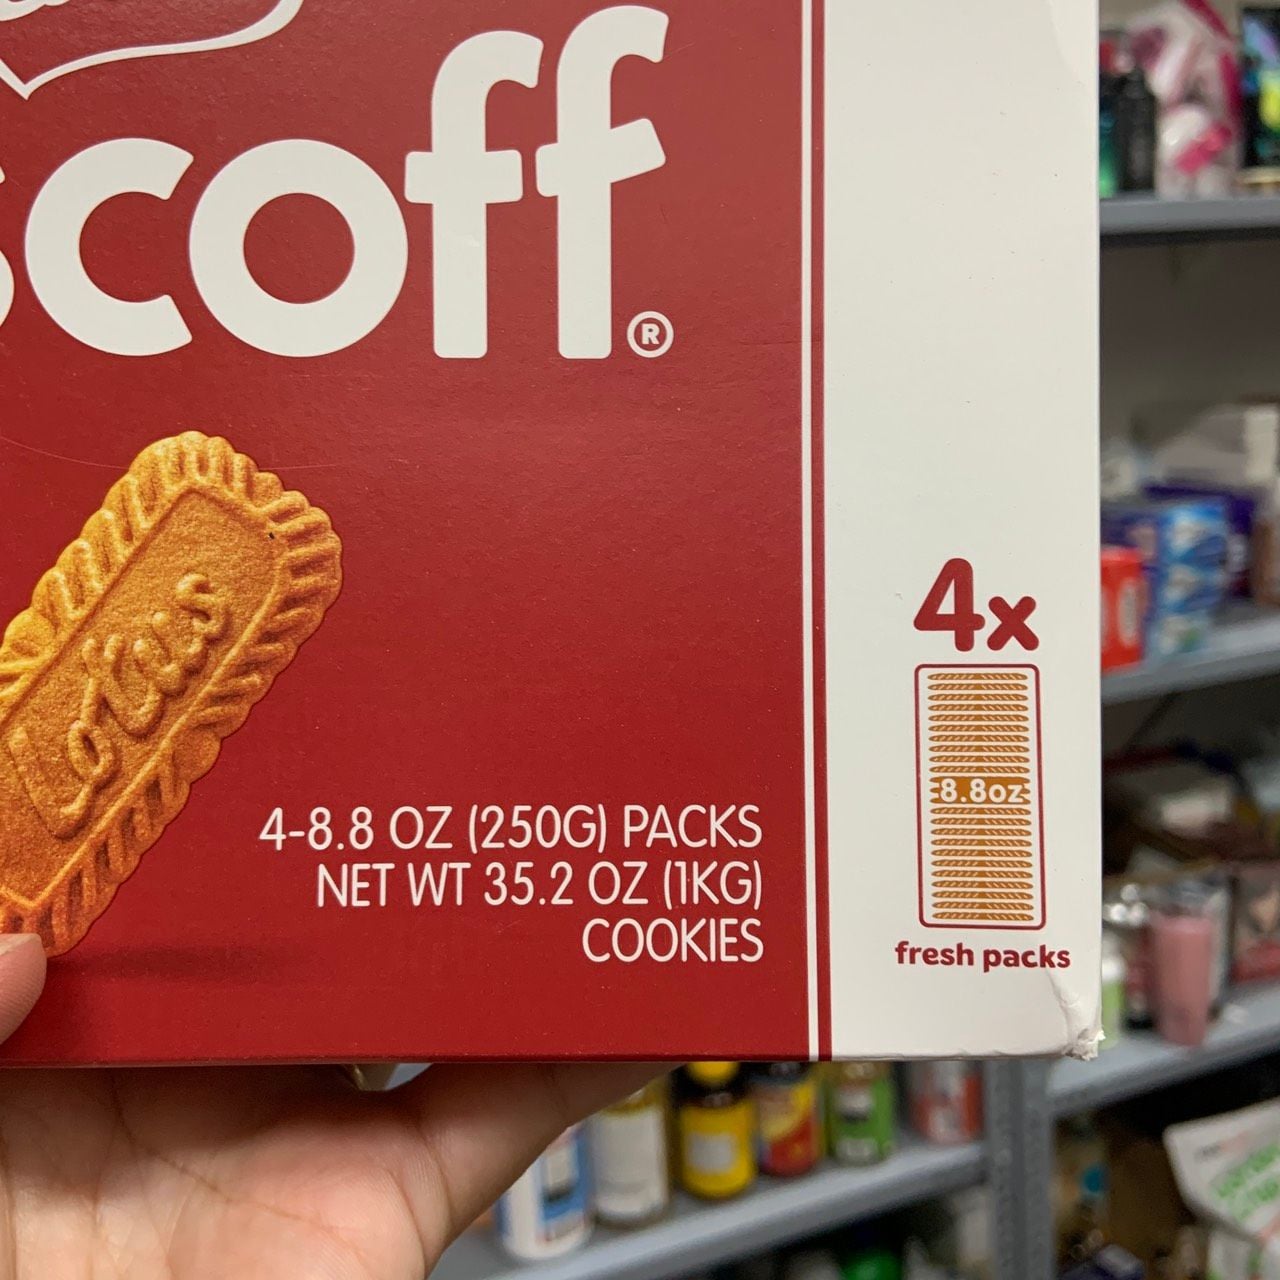 scoff®
Lotus
4-8.8 OZ (250G) PACKS
NET WT 35.2 OZ (1KG)
COOKIES
4x
8.8oz
fresh packs